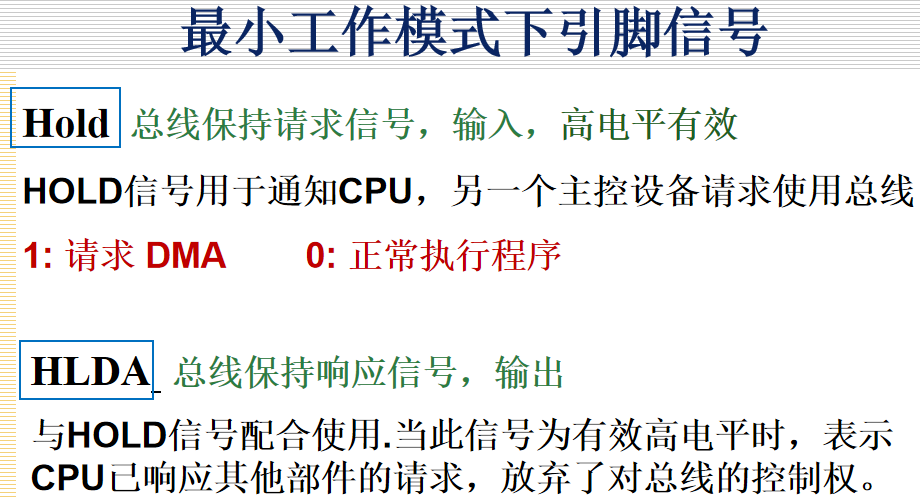 最小工作模式下引脚信号
Hold 总线保持请求信号，输入，高电平有效
HOLD信号用于通知CPU，另一个主控设备请求使用总线
1: 请求 DMA 0: 正常执行程序
HLDA_ 总线保持响应信号，输出
与HOLD信号配合使用.当此信号为有效高电平时，表示
CPU已响应其他部件的请求，放弃了对总线的控制权。